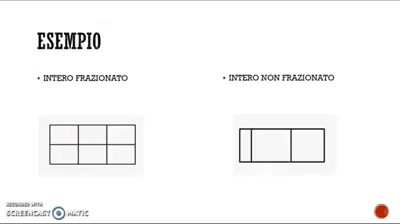 ESEMPIO
• INTERO FRAZIONATO
• INTERO NON FRAZIONATO
RECORDED WITH
SCREENCAST MATIC